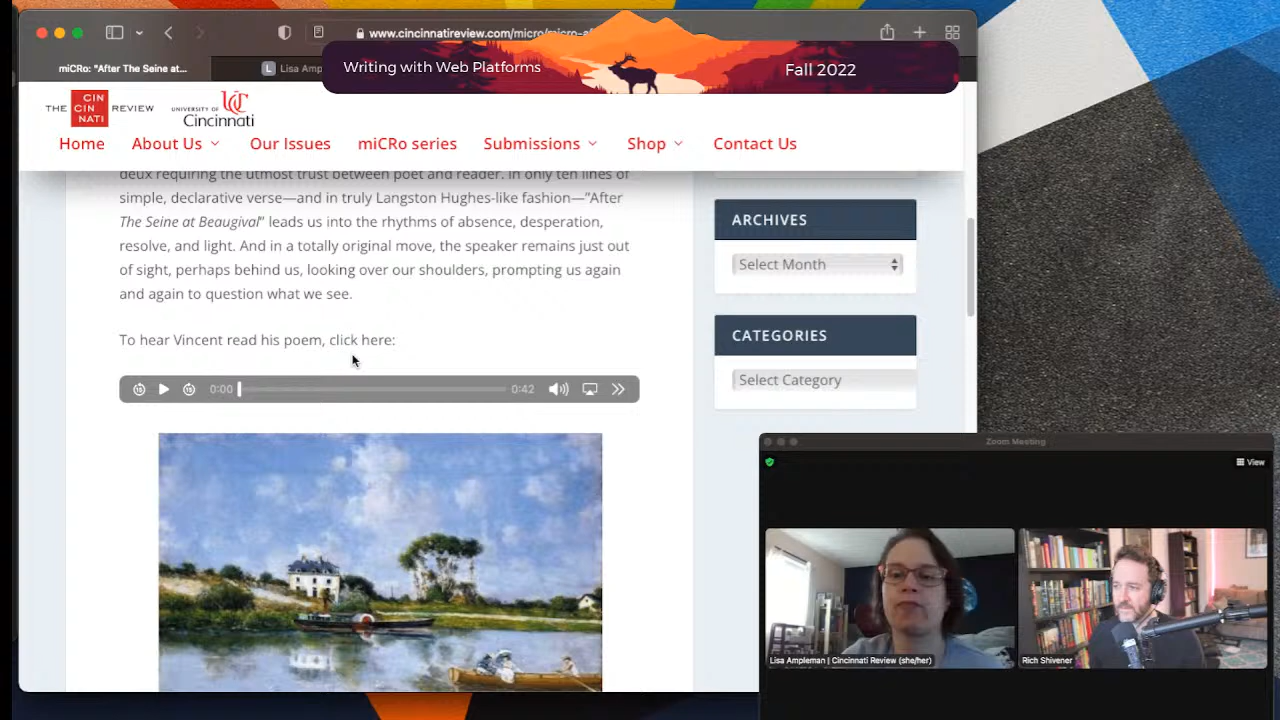 www.cincinnatireview.com/micro/micro-a
miCRo: "After The Seine at...
L Lisa Amp
Writing with Web Platforms
Fall 2022
THE CIN CIN NATI REVIEW
UNIVERSITY OF Cincinnati
Home About Us Our Issues miCRo series Submissions Shop Contact Us
deux requiring the utmost trust between poet and reader. In only ten lines of
simple, declarative verse—and in truly Langston Hughes-like fashion—"After
The Seine at Beaugival" leads us into the rhythms of absence, desperation,
resolve, and light. And in a totally original move, the speaker remains just out
of sight, perhaps behind us, looking over our shoulders, prompting us again
and again to question what we see.
To hear Vincent read his poem, click here:
15 15 0:00 0:42
ARCHIVES
Select Month
CATEGORIES
Select Category
Zoom Meeting
View
Lisa Ampleman | Cincinnati Review (she/her)
Rich Shivener